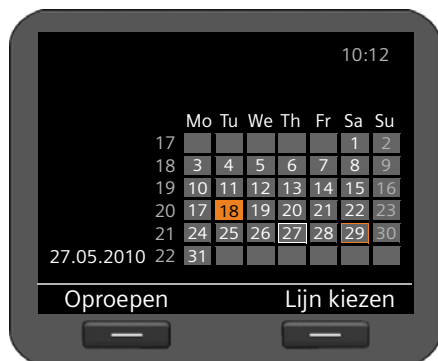 10:12
Mo Tu We Th Fr Sa Su
17 1 2
18 3 4 5 6 7 8 9
19 10 11 12 13 14 15 16
20 17 18 19 20 21 22 23
21 24 25 26 27 28 29 30
27.05.2010 22 31
Oproepen Lijn kiezen